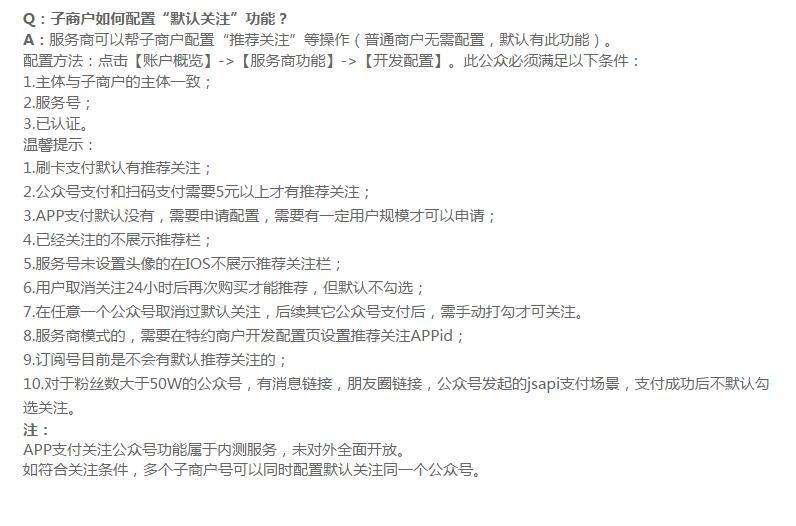 Q：子商户如何配置“默认关注”功能？
A：服务商可以帮子商户配置“推荐关注”等操作（普通商户无需配置，默认有此功能）。
配置方法：点击【账户概览】->【服务商功能】->【开发配置】。此公众必须满足以下条件：
1.主体与子商户的主体一致；
2.服务号；
3.已认证。
温馨提示：
1.刷卡支付默认有推荐关注；
2.公众号支付和扫码支付需要5元以上才有推荐关注；
3.APP支付默认没有，需要申请配置，需要有一定用户规模才可以申请；
4.已经关注的不展示推荐栏；
5.服务号未设置头像的在IOS不展示推荐关注栏；
6.用户取消关注24小时后再次购买才能推荐，但默认不勾选；
7.在任意一个公众号取消过默认关注，后续其它公众号支付后，需手动打勾才可关注。
8.服务商模式的，需要在特约商户开发配置页设置推荐关注APPid；
9.订阅号目前是不会有默认推荐关注的；
10.对于粉丝数大于50W的公众号，有消息链接，朋友圈链接，公众号发起的jsapi支付场景，支付成功后不默认勾
选关注。
注：
APP支付关注公众号功能属于内测服务，未对外全面开放。
如符合关注条件，多个子商户号可以同时配置默认关注同一个公众号。